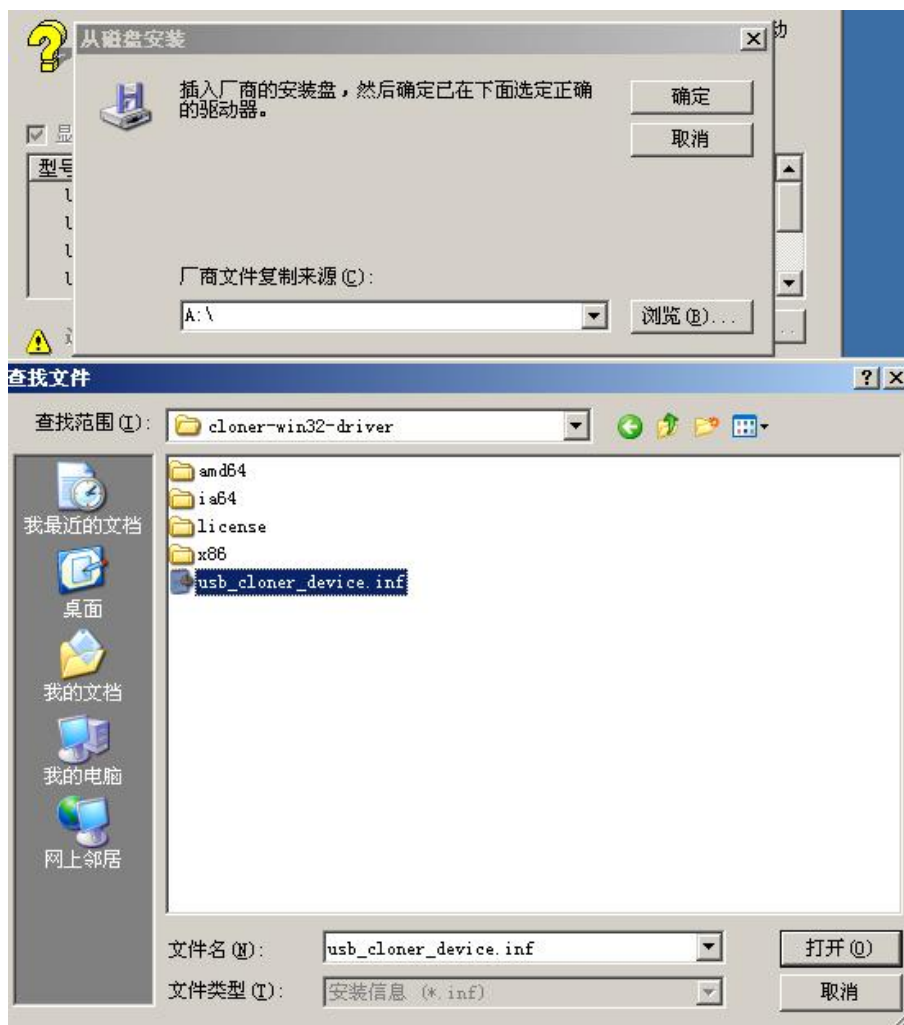 动
从磁盘安装
插入厂商的安装盘，然后确定已在下面选定正确
的驱动器。
确定
取消
显
型号
厂商文件复制来源(C):
A:\
浏览(B)...
查找文件
查找范围(I):
cloner-win32-driver
amd64
ia64
license
x86
usb_cloner_device.inf
我最近的文档
桌面
我的文档
我的电脑
网上邻居
文件名(N):
usb_cloner_device.inf
打开(O)
文件类型(T):
安装信息 (*.inf)
取消